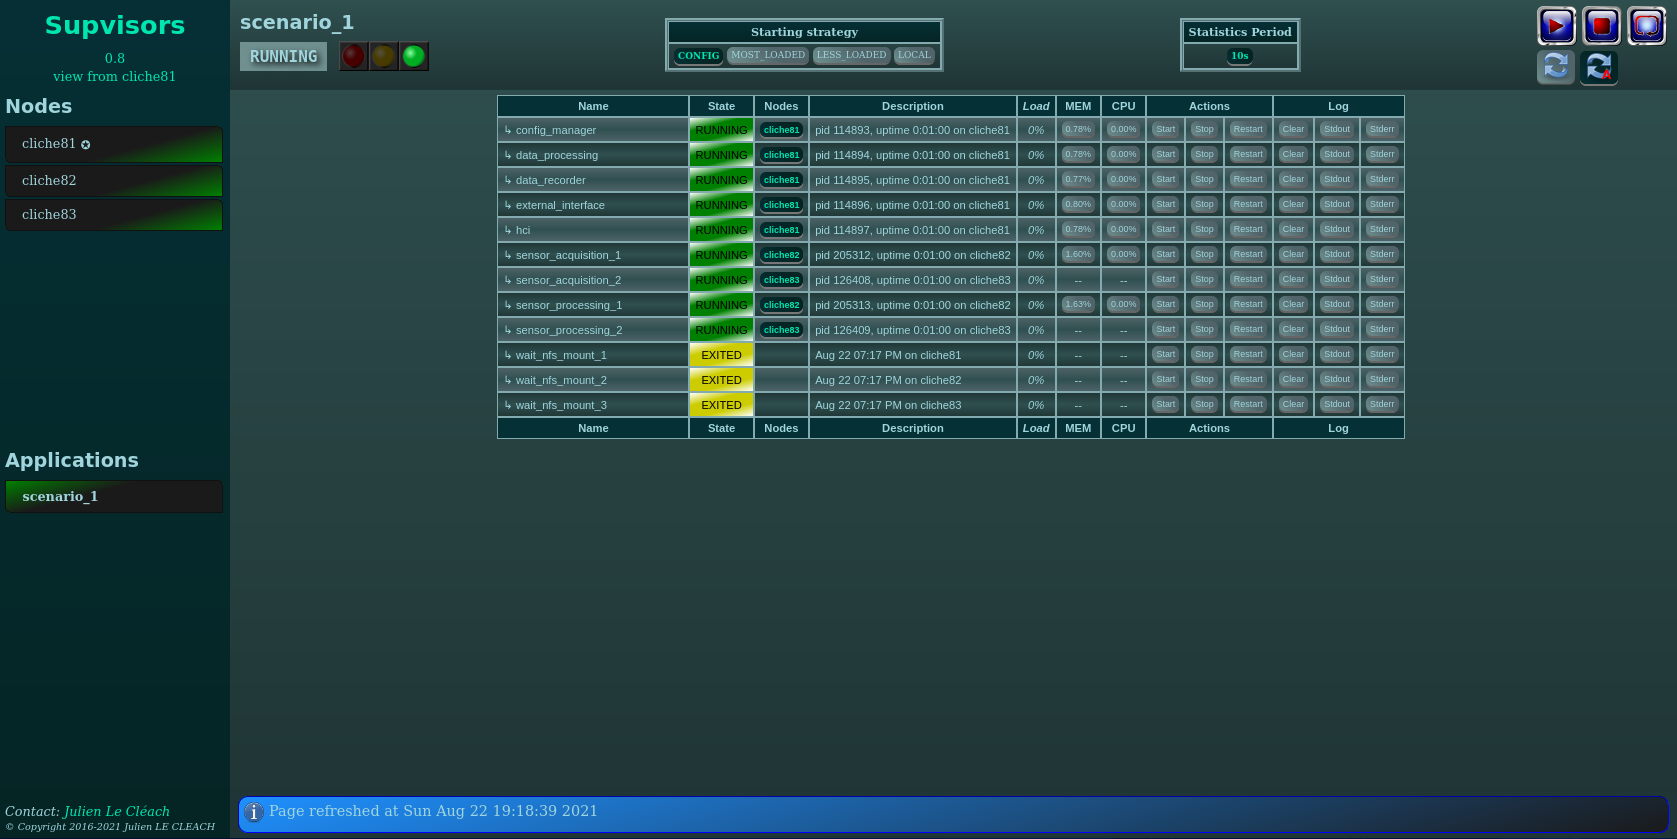 Supvisors
0.8
view from cliche81
Nodes
cliche81 ✪
cliche82
cliche83
Applications
scenario_1
Contact: Julien Le Cléach
© Copyright 2016-2021 Julien LE CLEACH
scenario_1
RUNNING
Starting strategy
CONFIG MOST_LOADED LESS_LOADED LOCAL
Statistics Period
10s
A
Name State Nodes Description Load MEM CPU Actions Log
↳ config_manager RUNNING cliche81 pid 114893, uptime 0:01:00 on cliche81 0% 0.78% 0.00% Start Stop Restart Clear Stdout Stderr
↳ data_processing RUNNING cliche81 pid 114894, uptime 0:01:00 on cliche81 0% 0.78% 0.00% Start Stop Restart Clear Stdout Stderr
↳ data_recorder RUNNING cliche81 pid 114895, uptime 0:01:00 on cliche81 0% 0.77% 0.00% Start Stop Restart Clear Stdout Stderr
↳ external_interface RUNNING cliche81 pid 114896, uptime 0:01:00 on cliche81 0% 0.80% 0.00% Start Stop Restart Clear Stdout Stderr
↳ hci RUNNING cliche81 pid 114897, uptime 0:01:00 on cliche81 0% 0.78% 0.00% Start Stop Restart Clear Stdout Stderr
↳ sensor_acquisition_1 RUNNING cliche82 pid 205312, uptime 0:01:00 on cliche82 0% 1.60% 0.00% Start Stop Restart Clear Stdout Stderr
↳ sensor_acquisition_2 RUNNING cliche83 pid 126408, uptime 0:01:00 on cliche83 0% -- -- Start Stop Restart Clear Stdout Stderr
↳ sensor_processing_1 RUNNING cliche82 pid 205313, uptime 0:01:00 on cliche82 0% 1.63% 0.00% Start Stop Restart Clear Stdout Stderr
↳ sensor_processing_2 RUNNING cliche83 pid 126409, uptime 0:01:00 on cliche83 0% -- -- Start Stop Restart Clear Stdout Stderr
↳ wait_nfs_mount_1 EXITED Aug 22 07:17 PM on cliche81 0% -- -- Start Stop Restart Clear Stdout Stderr
↳ wait_nfs_mount_2 EXITED Aug 22 07:17 PM on cliche82 0% -- -- Start Stop Restart Clear Stdout Stderr
↳ wait_nfs_mount_3 EXITED Aug 22 07:17 PM on cliche83 0% -- -- Start Stop Restart Clear Stdout Stderr
Name State Nodes Description Load MEM CPU Actions Log
i Page refreshed at Sun Aug 22 19:18:39 2021